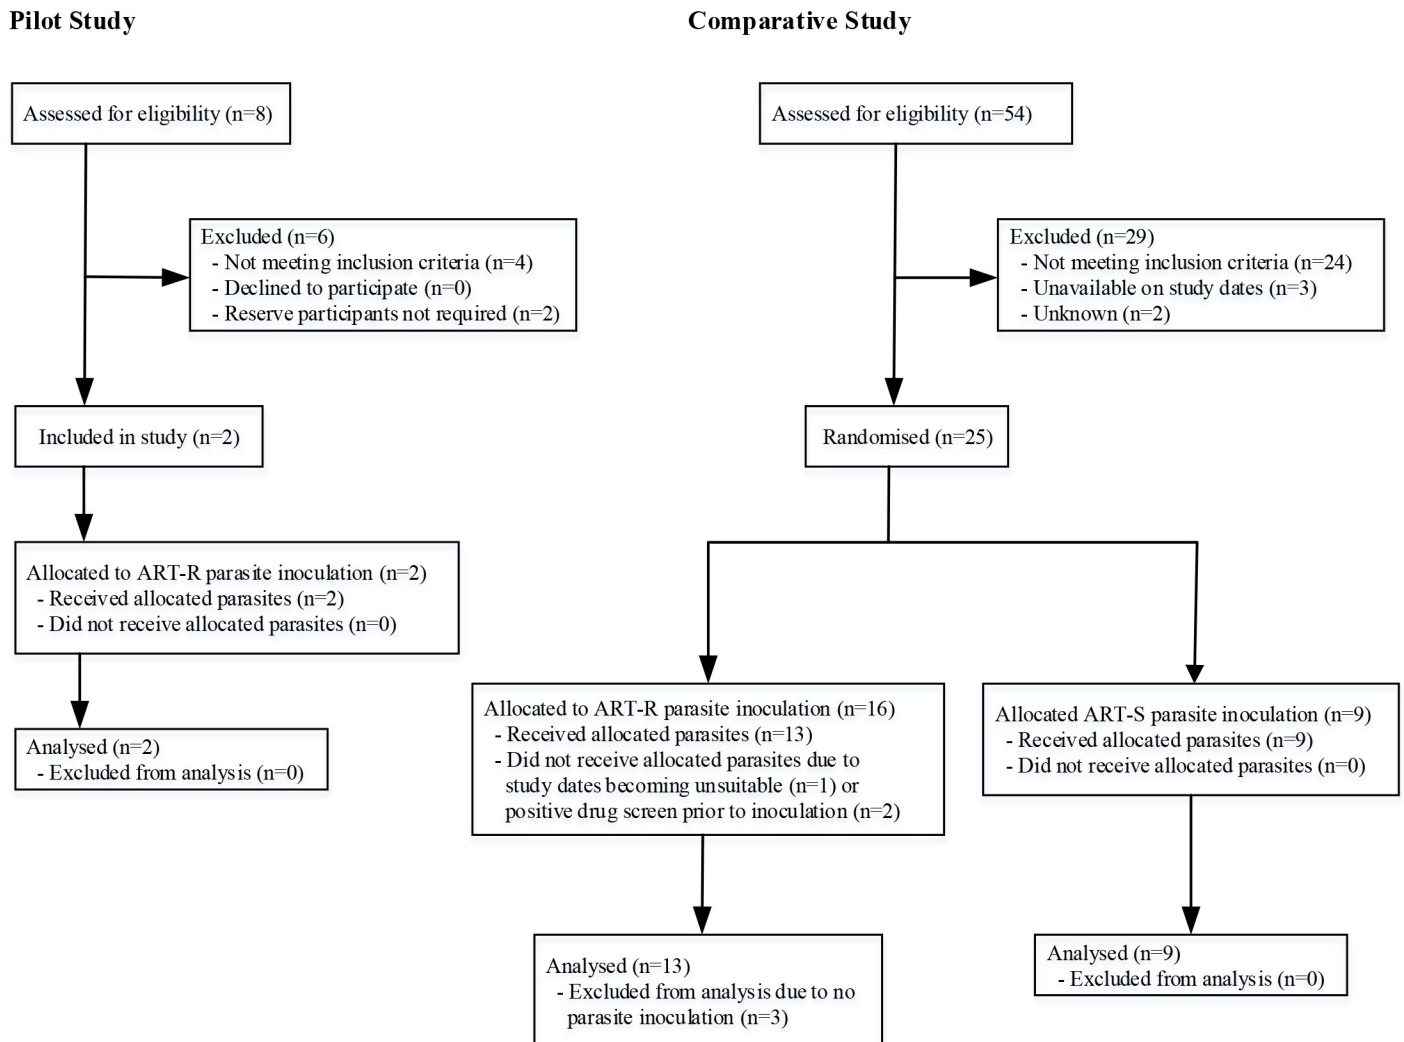 Pilot Study
Assessed for eligibility (n=8)
Excluded (n=6)
- Not meeting inclusion criteria (n=4)
- Declined to participate (n=0)
- Reserve participants not required (n=2)
Included in study (n=2)
Allocated to ART-R parasite inoculation (n=2)
- Received allocated parasites (n=2)
- Did not receive allocated parasites (n=0)
Analysed (n=2)
- Excluded from analysis (n=0)
Comparative Study
Assessed for eligibility (n=54)
Excluded (n=29)
- Not meeting inclusion criteria (n=24)
- Unavailable on study dates (n=3)
- Unknown (n=2)
Randomised (n=25)
Allocated to ART-R parasite inoculation (n=16)
- Received allocated parasites (n=13)
- Did not receive allocated parasites due to
study dates becoming unsuitable (n=1) or
positive drug screen prior to inoculation (n=2)
Analysed (n=13)
- Excluded from analysis due to no
parasite inoculation (n=3)
Allocated ART-S parasite inoculation (n=9)
- Received allocated parasites (n=9)
- Did not receive allocated parasites (n=0)
Analysed (n=9)
- Excluded from analysis (n=0)